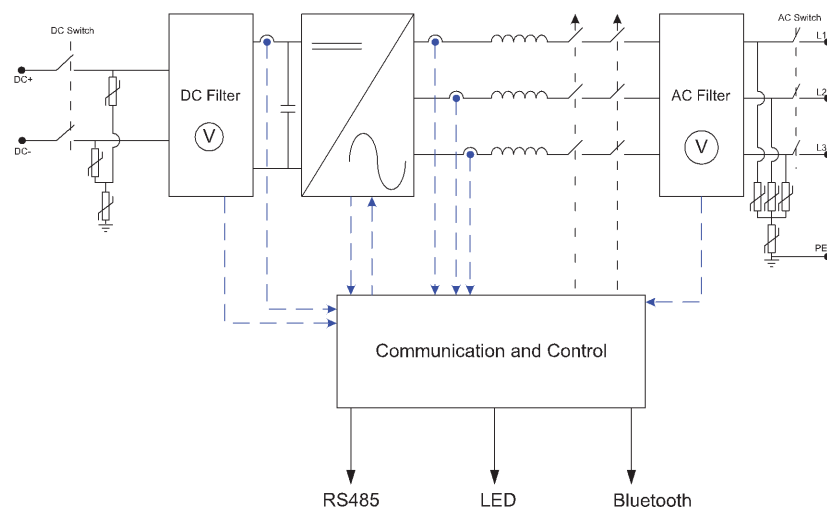 DC Switch
AC Switch
L1
DC+
DC Filter
AC Filter
L2
V
V
DC-
L3
PE
Communication and Control
RS485
LED
Bluetooth